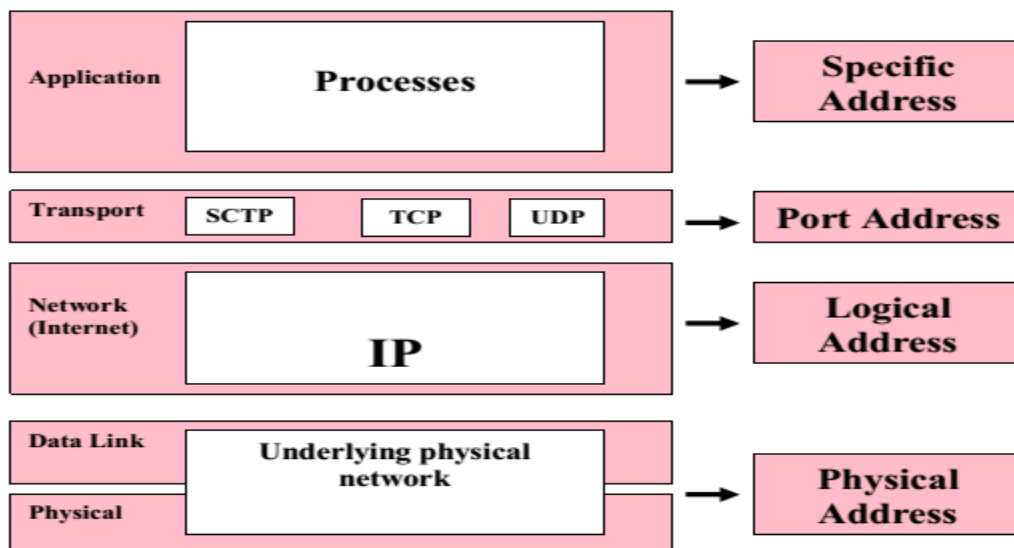 Application
Processes
Specific
Address
Transport
SCTP
TCP
UDP
Port Address
Network
(Internet)
IP
Logical
Address
Data Link
Underlying physical
network
Physical
Physical
Address